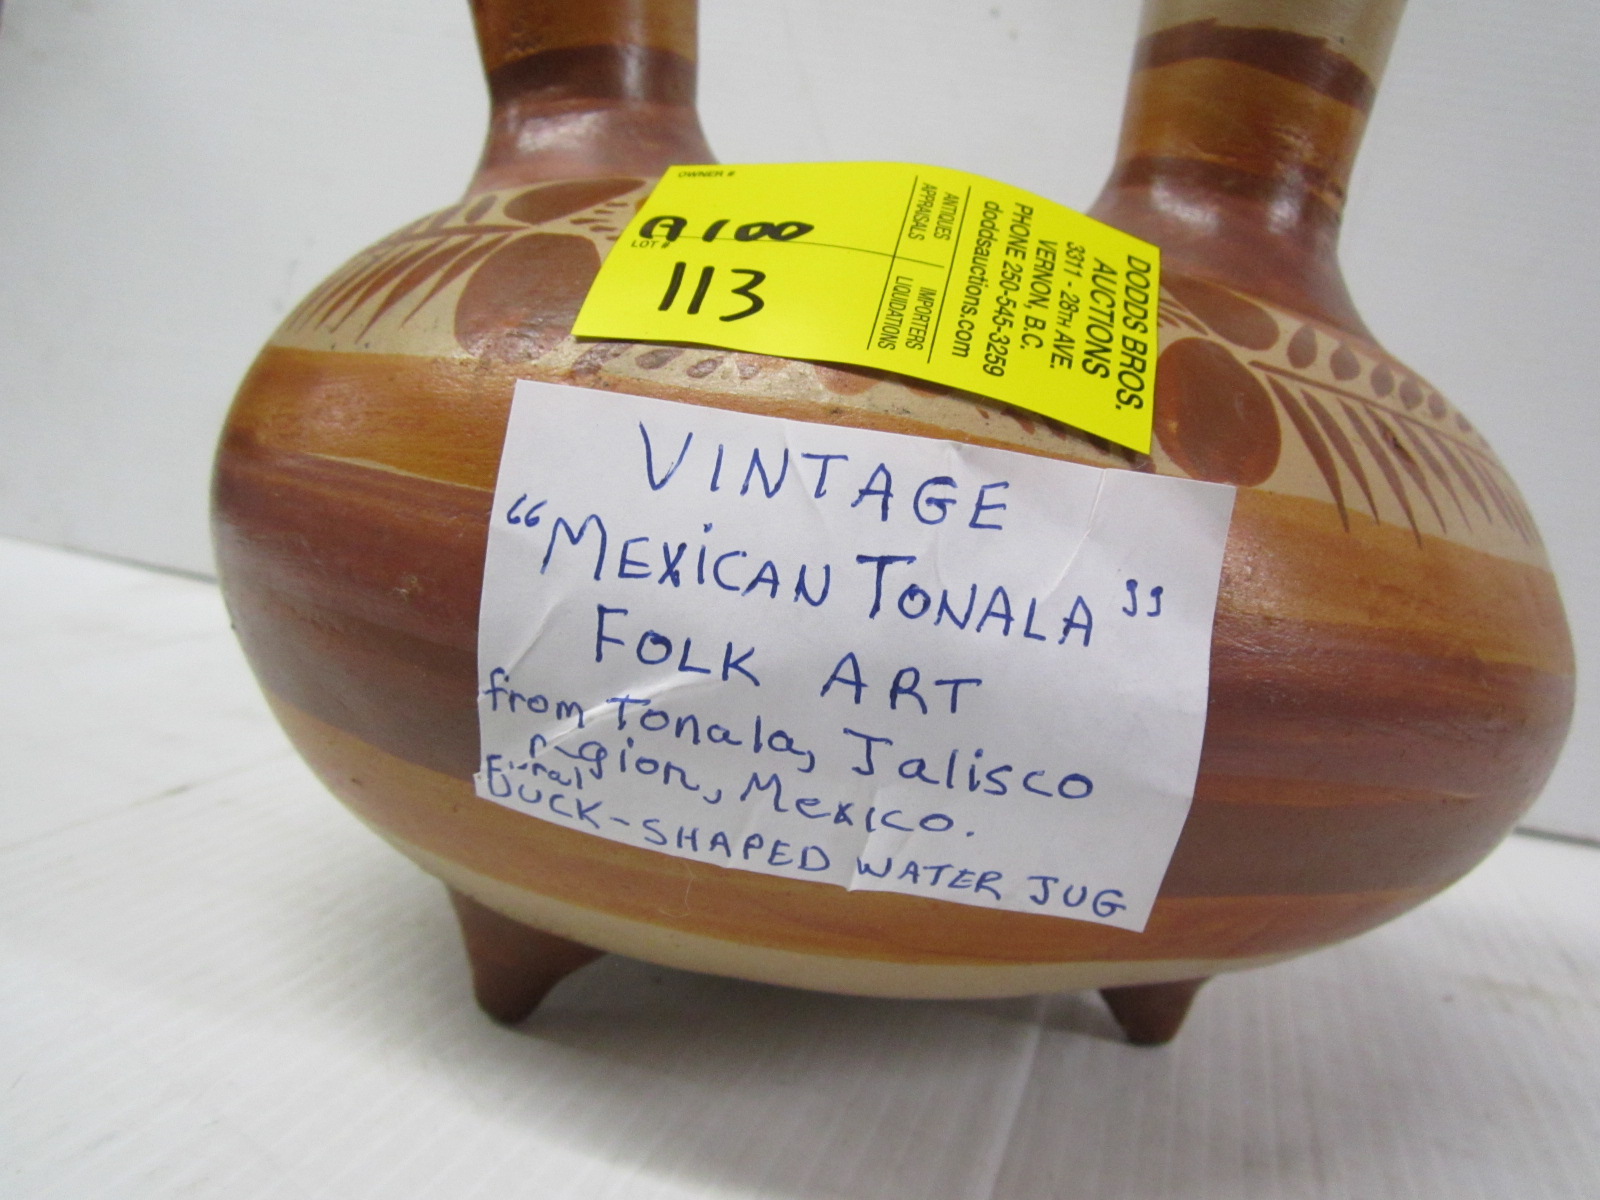 OWNER #
A100
LOT #
113
ANTIQUES
APPRAISALS
IMPORTERS
LIQUIDATIONS
DODDS BROS.
AUCTIONS
3311 - 28TH AVE.
VERNON, B.C.
PHONE 250-545-3259
doddsauctions.com
VINTAGE
“MEXICAN TONALA”
FOLK ART
from Tonala, Jalisco
region, Mexico.
DUCK-SHAPED WATER JUG